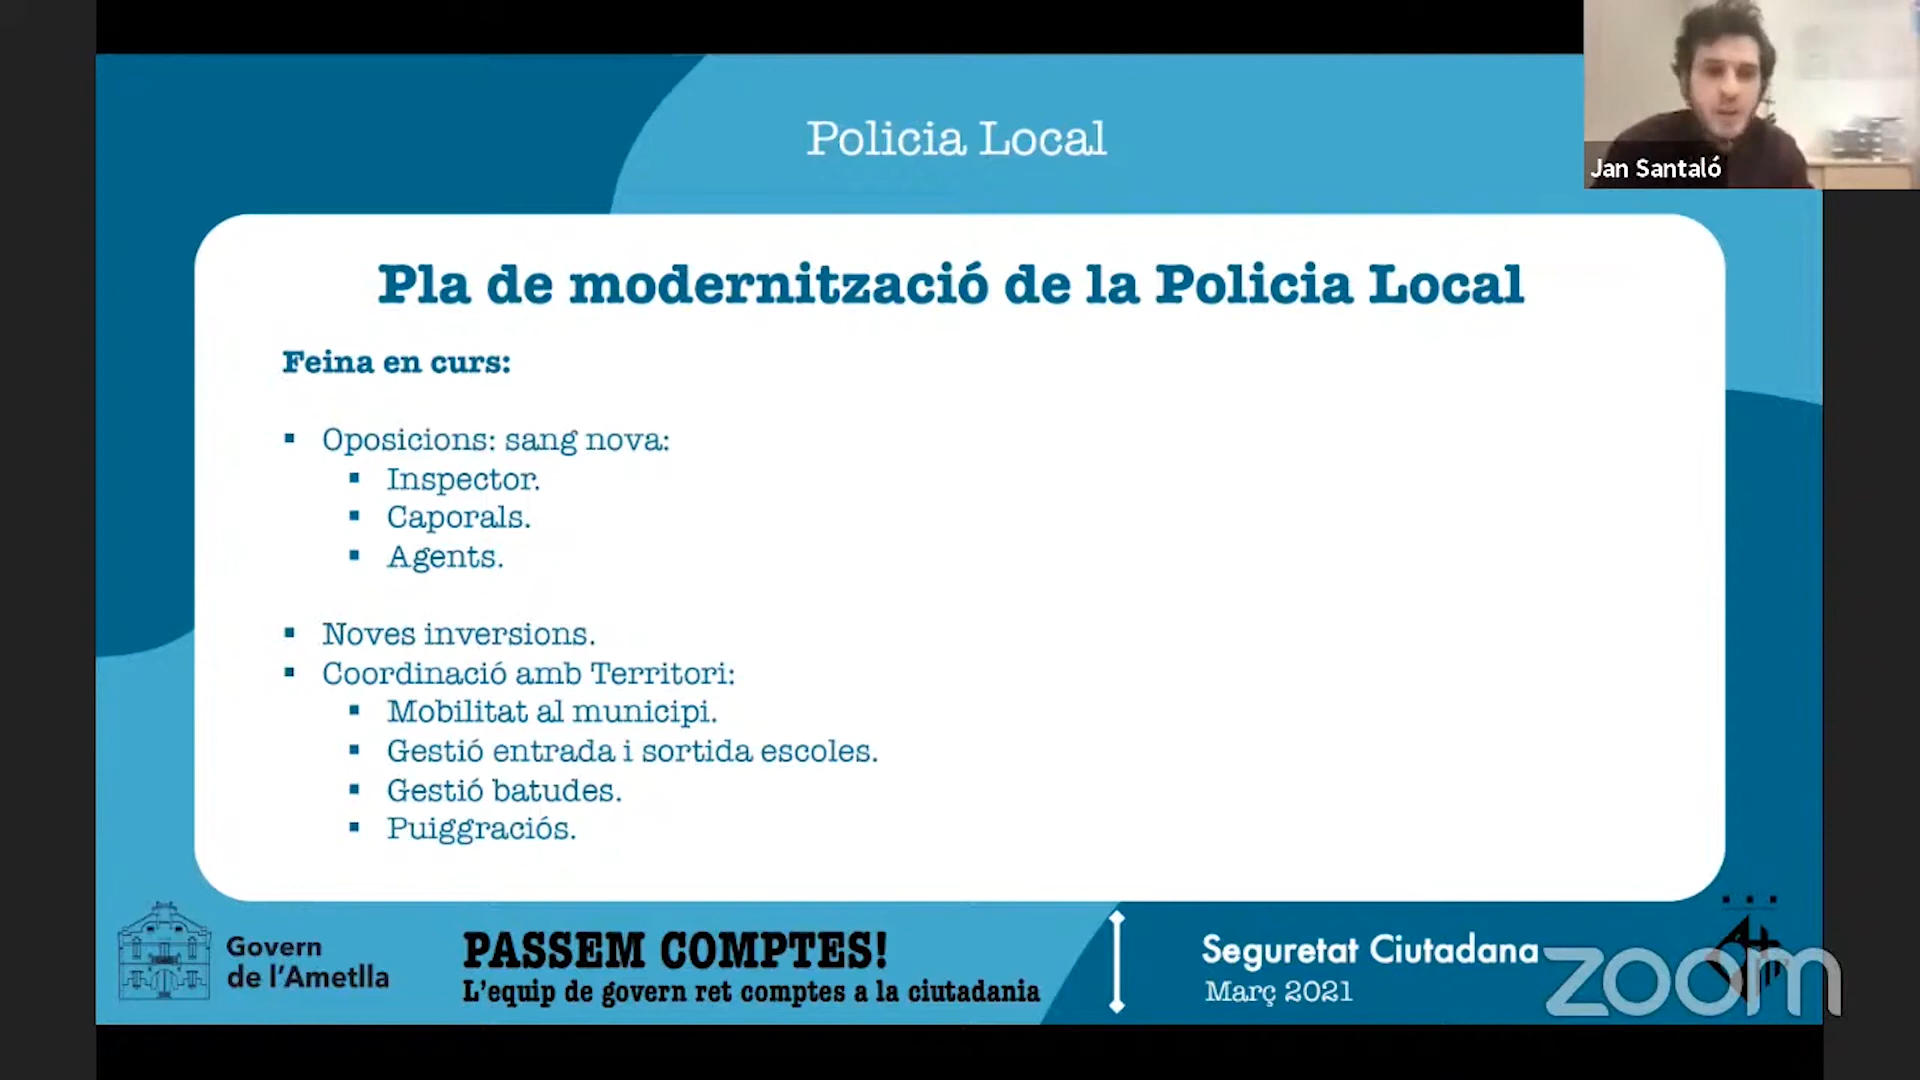 Policia Local
Jan Santaló
Pla de modernització de la Policia Local
Feina en curs:
▪ Oposicions: sang nova:
▪ Inspector.
▪ Caporals.
▪ Agents.
▪ Noves inversions.
▪ Coordinació amb Territori:
▪ Mobilitat al municipi.
▪ Gestió entrada i sortida escoles.
▪ Gestió batudes.
▪ Puiggraciós.
Govern
de l'Ametlla
PASSEM COMPTES!
L'equip de govern ret comptes a la ciutadania
Seguretat Ciutadana
Març 2021
zoom